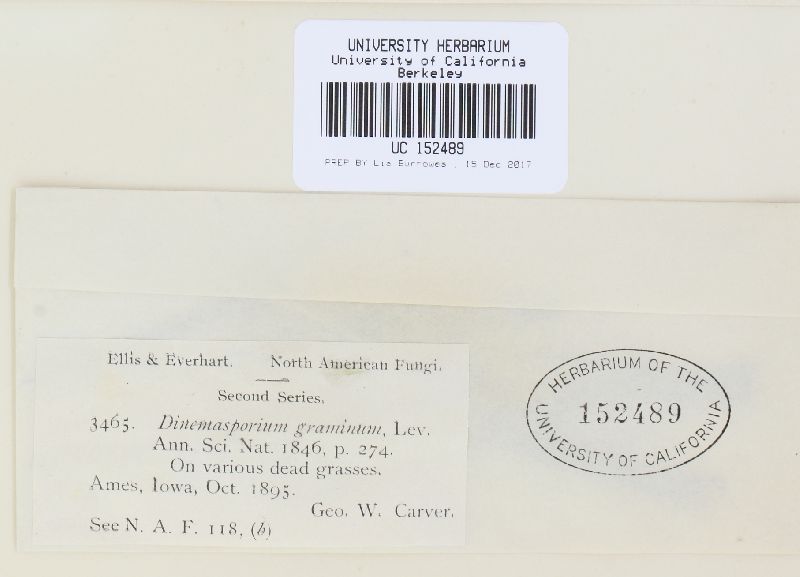 UNIVERSITY HERBARIUM
University of California
Berkeley
UC 152489
PREP BY Lia Burrowes . 15 Dec 2017
Ellis & Everhart. North American Fungi.
Second Series.
3465. Dinemasporium graminum, Lev.
Ann. Sci. Nat. 1846, p. 274.
On various dead grasses.
Ames, Iowa, Oct. 1895.
Geo. W. Carver.
See N. A. F. 118, (b)
HERBARIUM OF THE
152489
UNIVERSITY OF CALIFORNIA